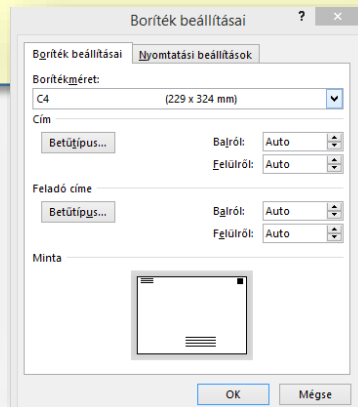 Boríték beállításai ? ×
Boríték beállításai Nyomtatási beállítások
Borítékméret:
C4 (229 x 324 mm)
Cím
Betűtípus... Balról: Auto
Felülről: Auto
Feladó címe
Betűtípus... Balról: Auto
Felülről: Auto
Minta
OK Mégse